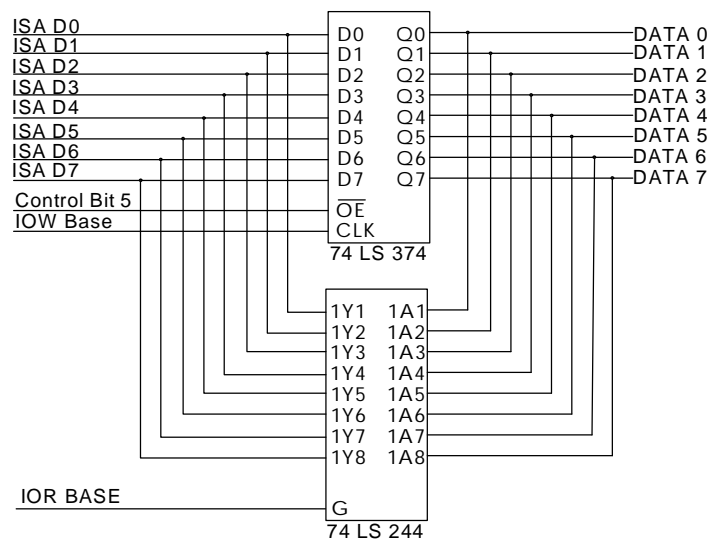 ISA D0 D0 Q0 DATA 0
ISA D1 D1 Q1 DATA 1
ISA D2 D2 Q2 DATA 2
ISA D3 D3 Q3 DATA 3
ISA D4 D4 Q4 DATA 4
ISA D5 D5 Q5 DATA 5
ISA D6 D6 Q6 DATA 6
ISA D7 D7 Q7 DATA 7
Control Bit 5 OE
IOW Base CLK
74 LS 374
1Y1 1A1
1Y2 1A2
1Y3 1A3
1Y4 1A4
1Y5 1A5
1Y6 1A6
1Y7 1A7
1Y8 1A8
IOR BASE G
74 LS 244